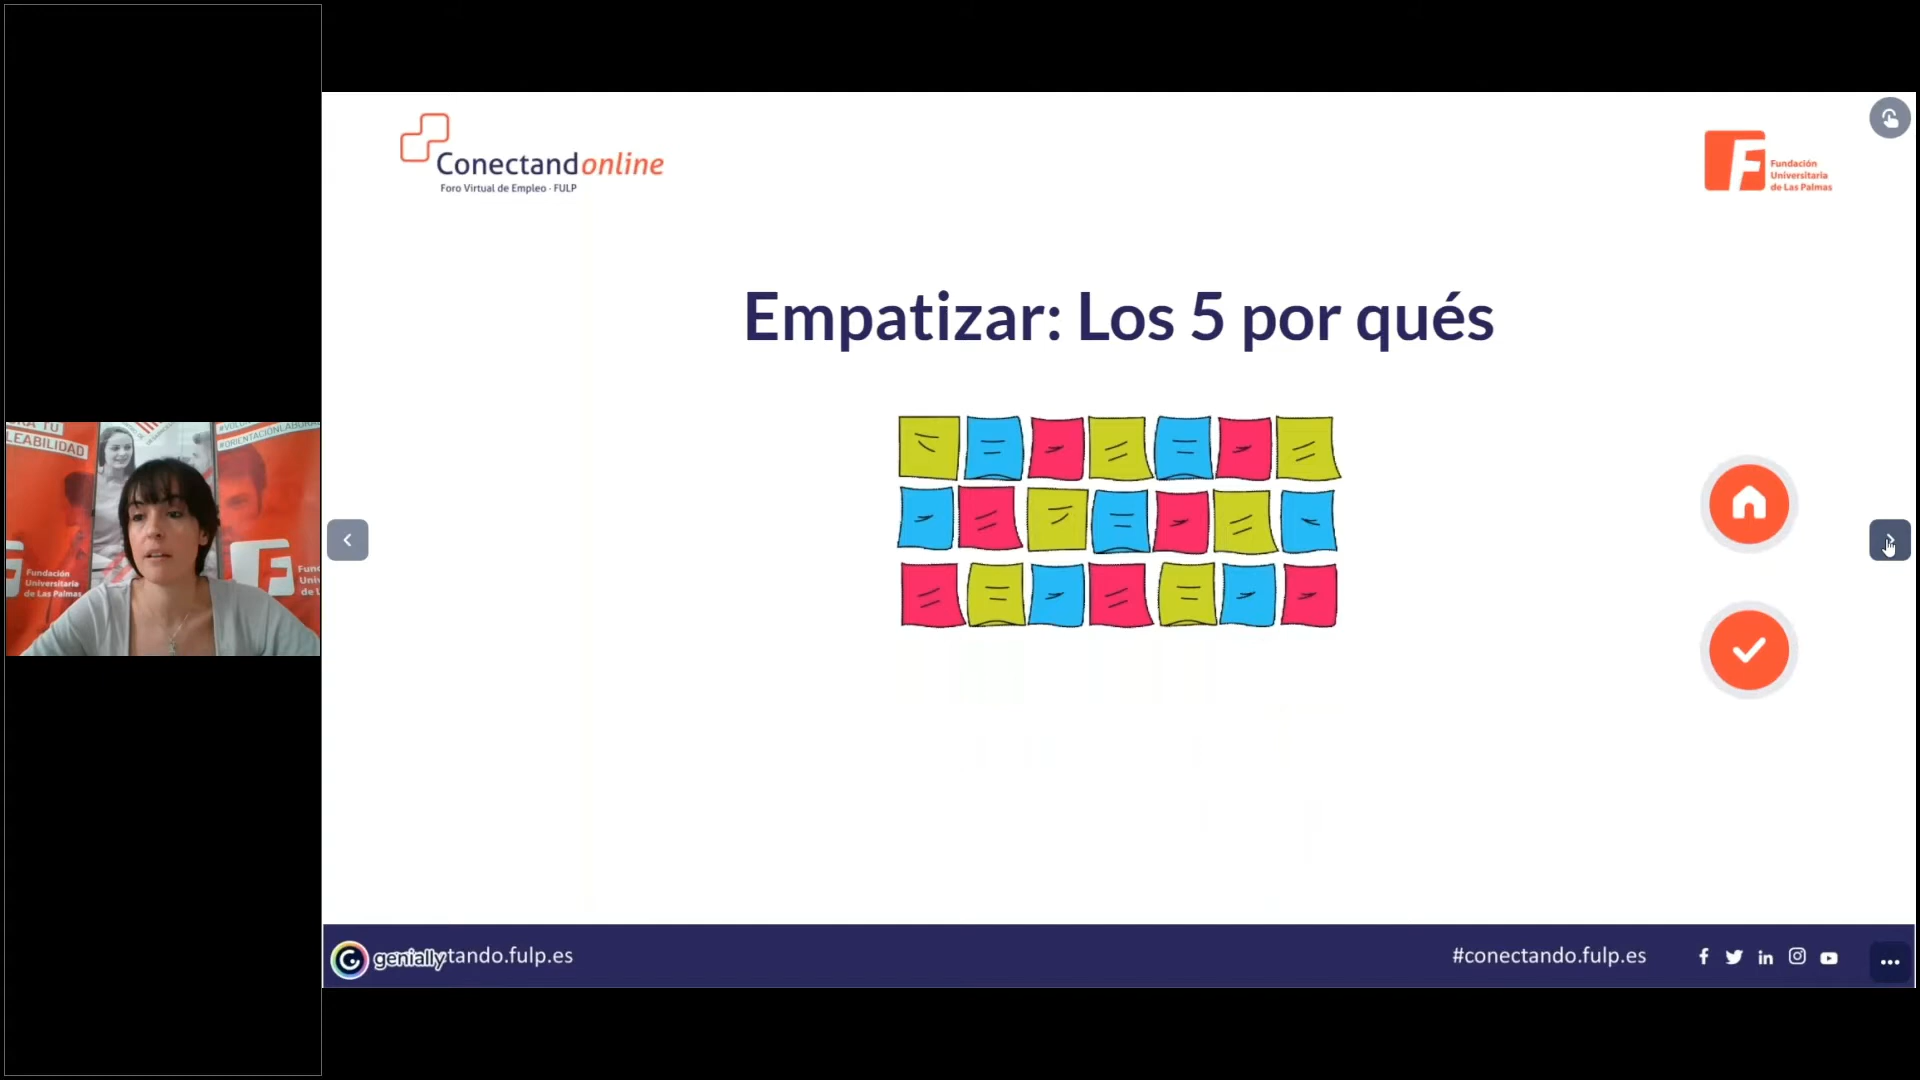 Conectandonline
Foro Virtual de Empleo · FULP
Fundación
Universitaria
de Las Palmas
Empatizar: Los 5 por qués
LEABILIDAD
#ORIENTACIÓNLABORAL
Fundación
Universitaria
de Las Palmas
genially
tando.fulp.es
#conectando.fulp.es